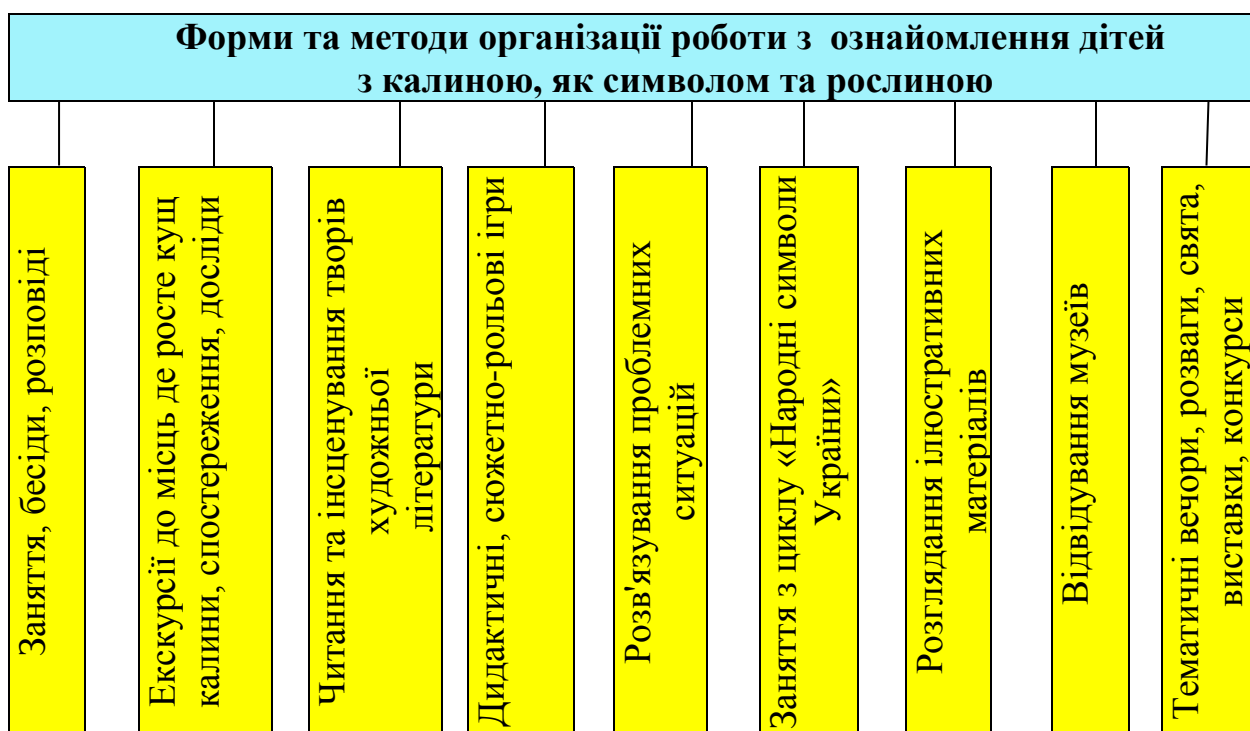 Форми та методи організації роботи з ознайомлення дітей
з калиною, як символом та рослиною
Заняття, бесіди, розповіді
Екскурсії до місць де росте кущ
калини, спостереження, досліди
Читання та інсценування творів
художньої
літератури
Дидактичні, сюжетно-рольові ігри
Розв'язування проблемних
ситуацій
Заняття з циклу «Народні символи
України»
Розглядання ілюстративних
матеріалів
Відвідування музеїв
Тематичні вечори, розваги, свята,
виставки, конкурси